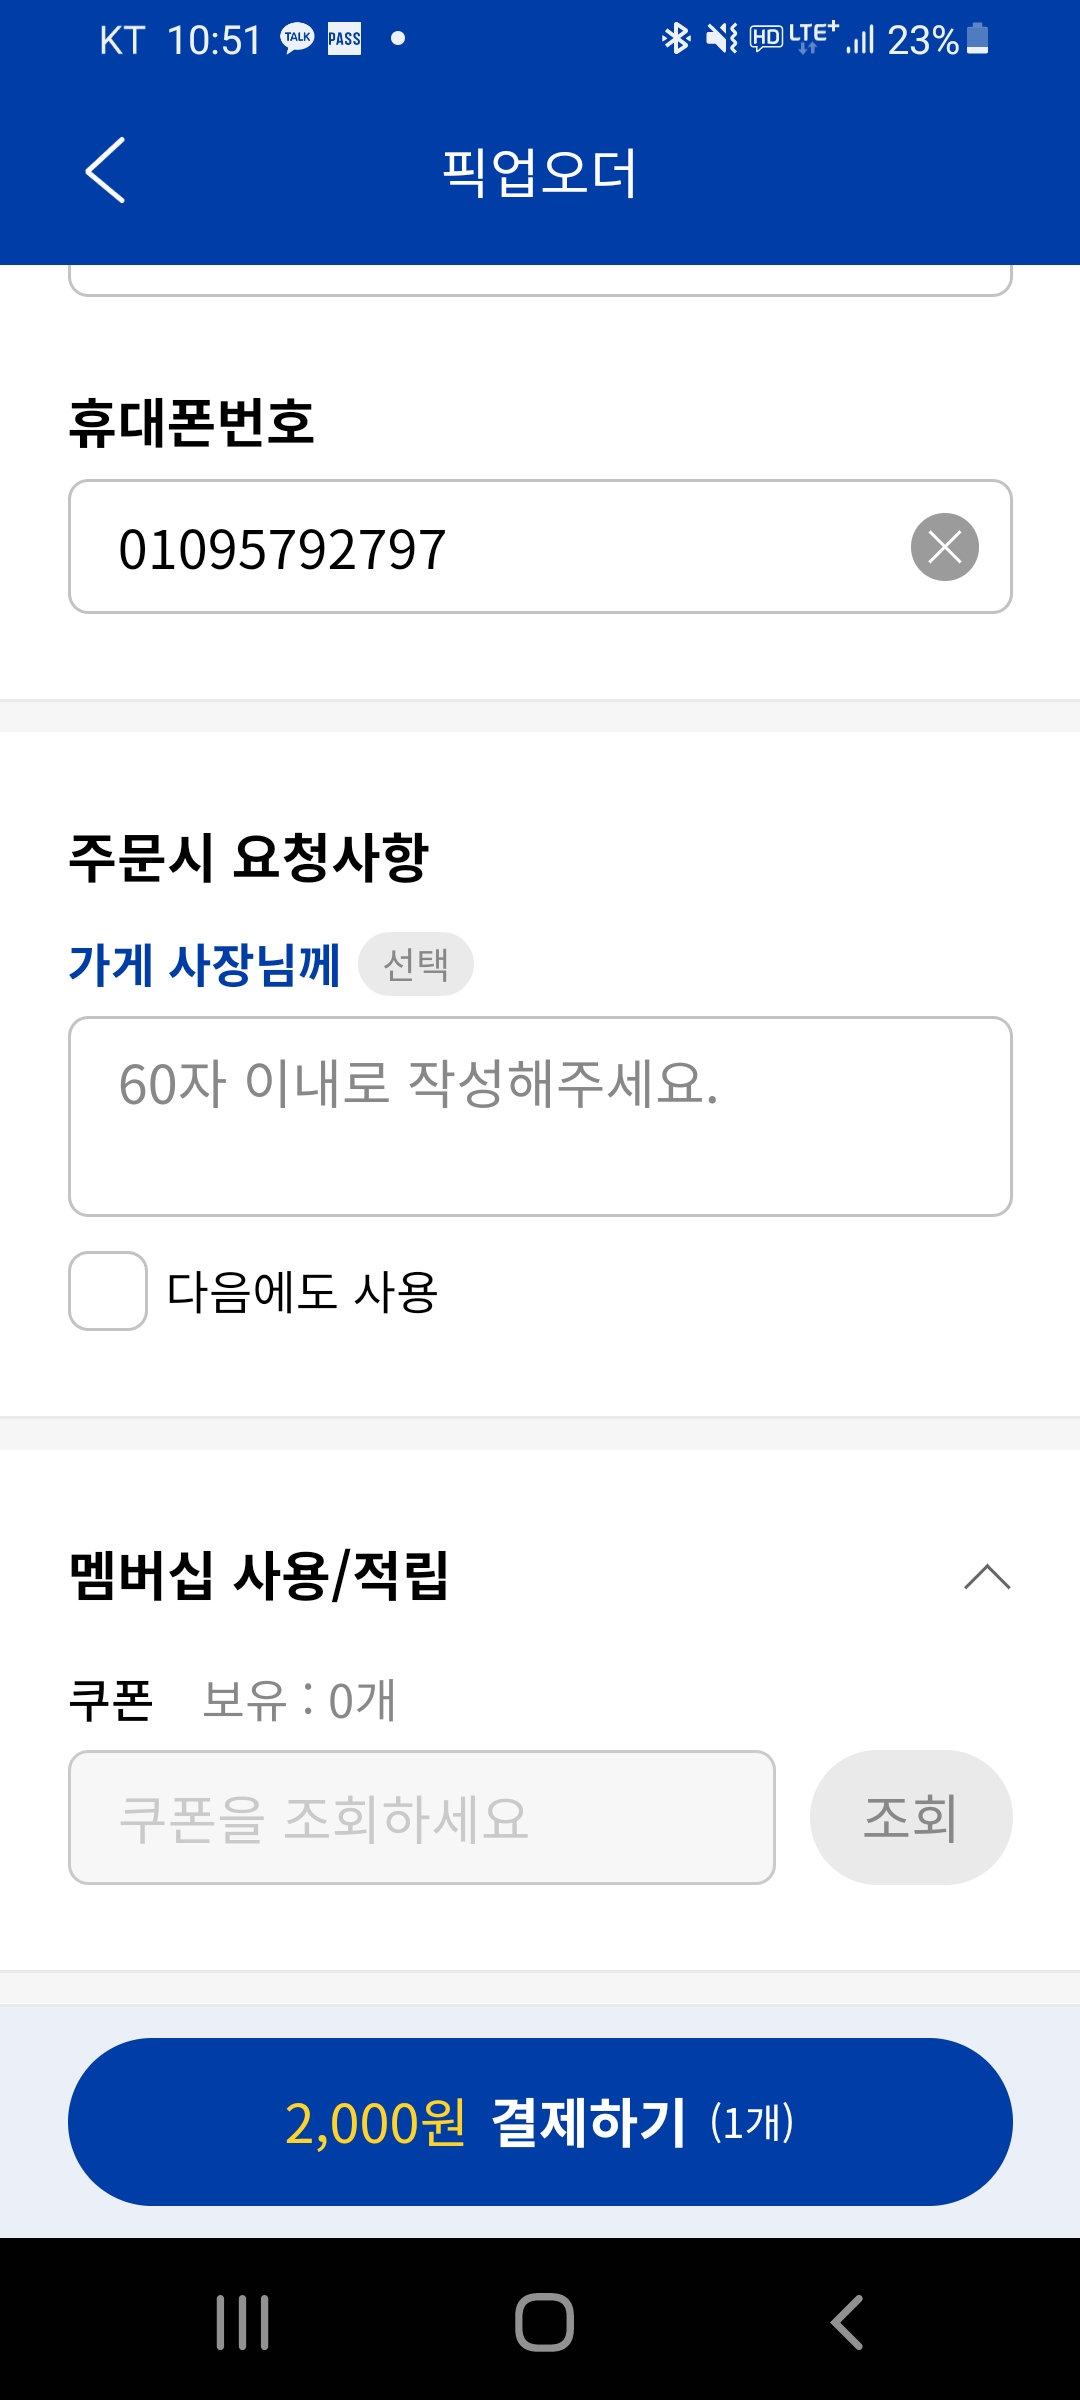 KT 10:51 TALK PASS HD LTE+ 23%
픽업오더
휴대폰번호
01095792797
주문시 요청사항
가게 사장님께 선택
60자 이내로 작성해주세요.
다음에도 사용
멤버십 사용/적립
쿠폰 보유 : 0개
쿠폰을 조회하세요 조회
2,000원 결제하기 (1개)